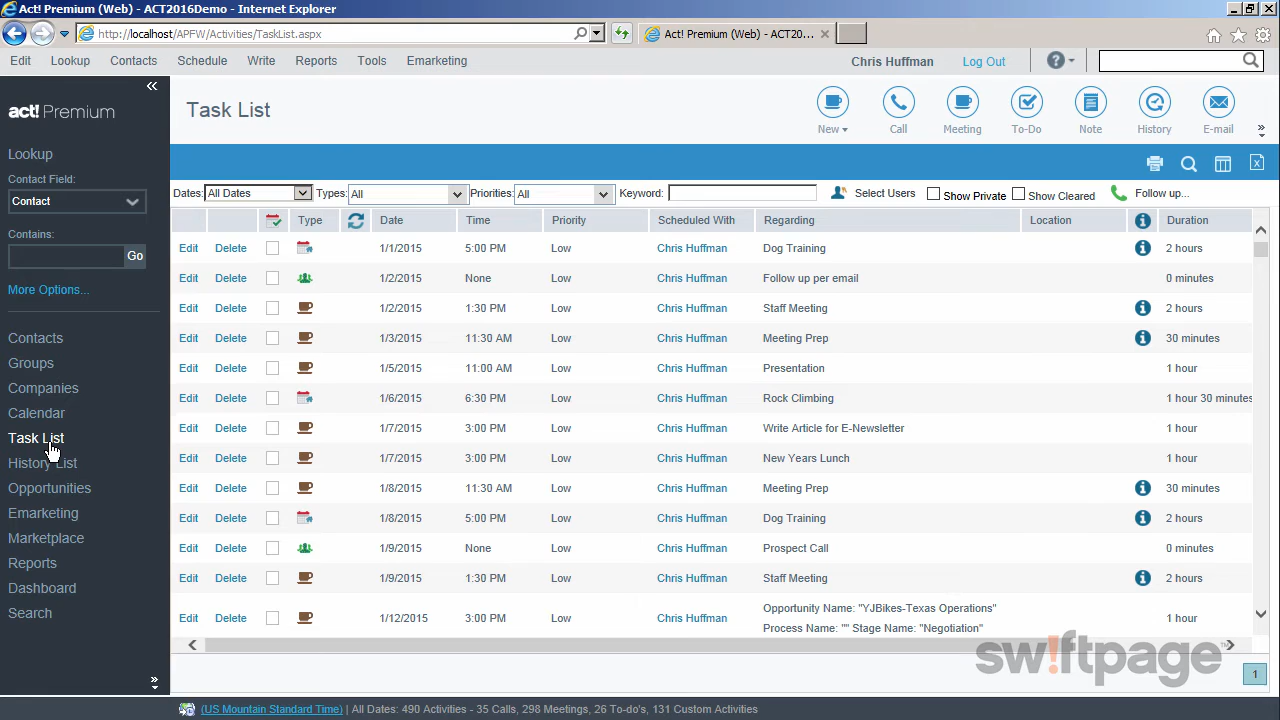 Act! Premium (Web) - ACT2016Demo - Internet Explorer
http://localhost/APFW/Activities/TaskList.aspx
Act! Premium (Web) - ACT20...
Edit Lookup Contacts Schedule Write Reports Tools Emarketing Chris Huffman Log Out
act! Premium
Lookup
Contact Field:
Contact
Contains:
Go
More Options...
Contacts
Groups
Companies
Calendar
Task List
History List
Opportunities
Emarketing
Marketplace
Reports
Dashboard
Search
Task List
New Call Meeting To-Do Note History E-mail
Dates: All Dates Types: All Priorities: All Keyword: Select Users Show Private Show Cleared Follow up...
Type Date Time Priority Scheduled With Regarding Location Duration
Edit Delete 1/1/2015 5:00 PM Low Chris Huffman Dog Training 2 hours
Edit Delete 1/2/2015 None Low Chris Huffman Follow up per email 0 minutes
Edit Delete 1/2/2015 1:30 PM Low Chris Huffman Staff Meeting 2 hours
Edit Delete 1/3/2015 11:30 AM Low Chris Huffman Meeting Prep 30 minutes
Edit Delete 1/5/2015 11:00 AM Low Chris Huffman Presentation 1 hour
Edit Delete 1/6/2015 6:30 PM Low Chris Huffman Rock Climbing 1 hour 30 minutes
Edit Delete 1/7/2015 3:00 PM Low Chris Huffman Write Article for E-Newsletter 1 hour
Edit Delete 1/7/2015 3:00 PM Low Chris Huffman New Years Lunch 1 hour
Edit Delete 1/8/2015 11:30 AM Low Chris Huffman Meeting Prep 30 minutes
Edit Delete 1/8/2015 5:00 PM Low Chris Huffman Dog Training 2 hours
Edit Delete 1/9/2015 None Low Chris Huffman Prospect Call 0 minutes
Edit Delete 1/9/2015 1:30 PM Low Chris Huffman Staff Meeting 2 hours
Edit Delete 1/12/2015 3:00 PM Low Chris Huffman Opportunity Name: "YJBikes-Texas Operations" 1 hour
Process Name: "" Stage Name: "Negotiation"
sw!ftpage™
1
(US Mountain Standard Time) | All Dates: 490 Activities - 35 Calls, 298 Meetings, 26 To-do's, 131 Custom Activities